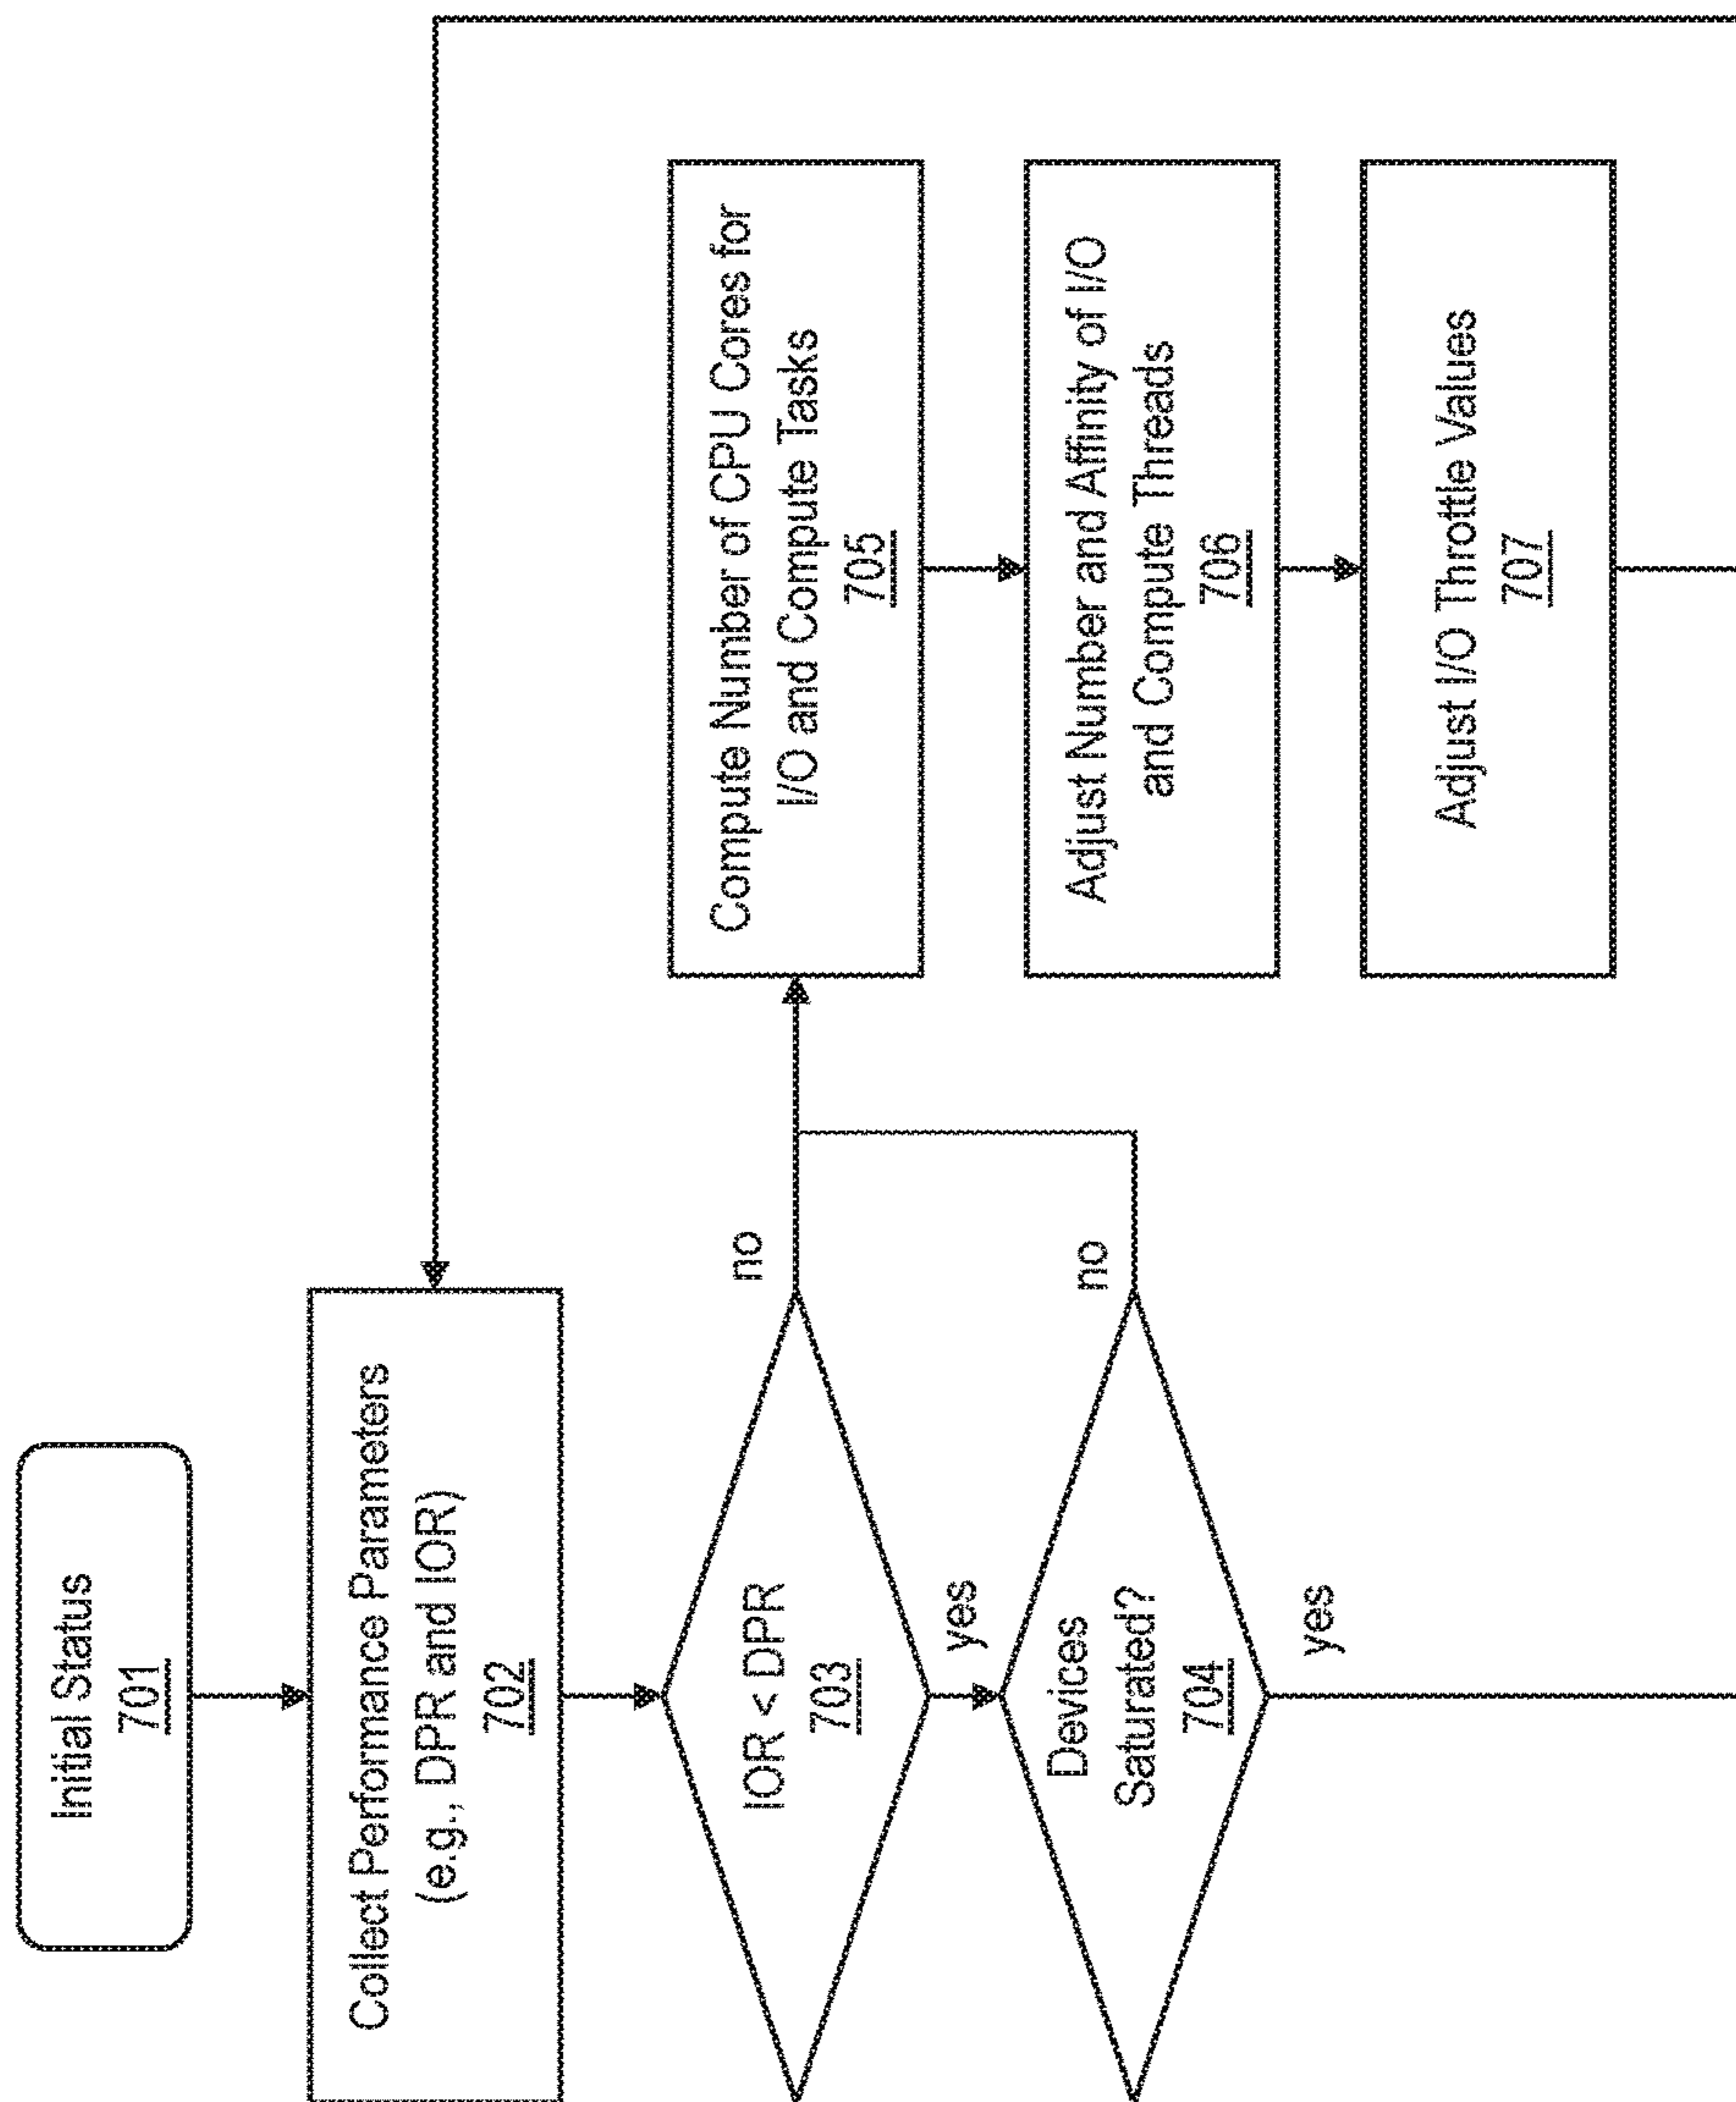 Initial Status
701
Collect Performance Parameters
(e.g., DPR and IOR)
702
IOR < DPR
703
no
yes
Devices
Saturated?
704
no
yes
Compute Number of CPU Cores for
I/O and Compute Tasks
705
Adjust Number and Affinity of I/O
and Compute Threads
706
Adjust I/O Throttle Values
707